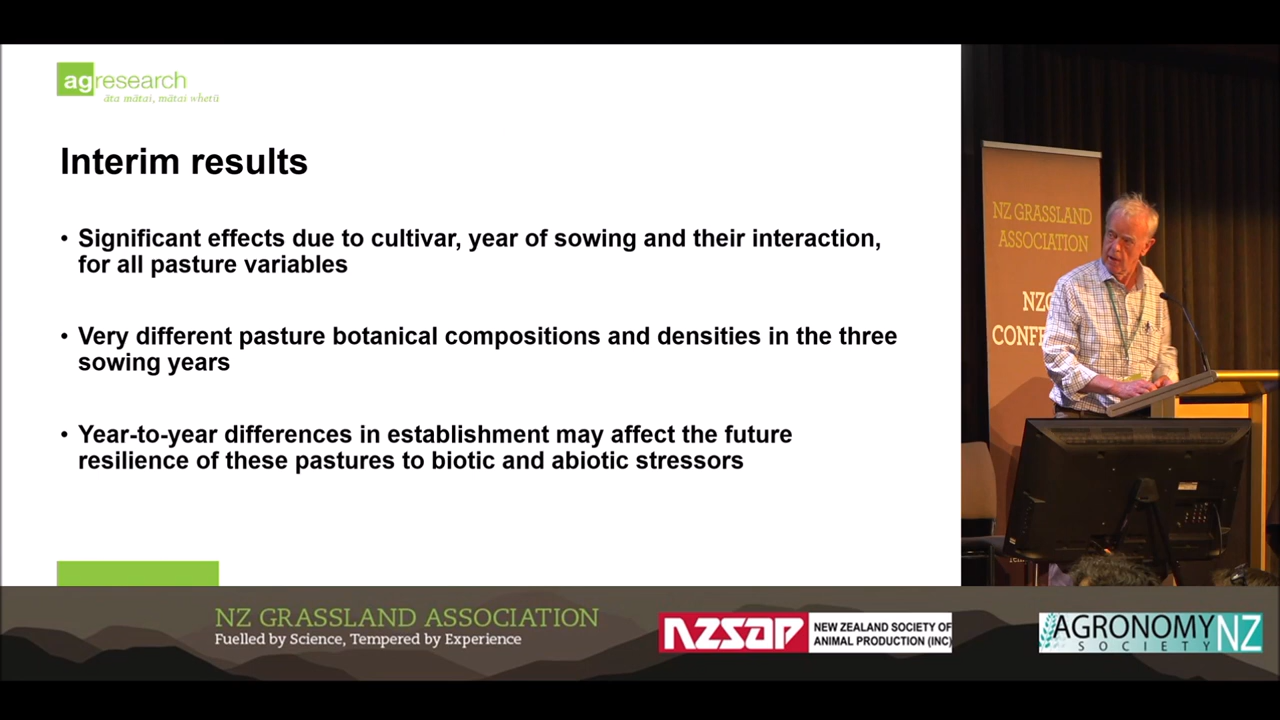 agresearch
āta mātai, mātai whetū
Interim results
• Significant effects due to cultivar, year of sowing and their interaction,
for all pasture variables
• Very different pasture botanical compositions and densities in the three
sowing years
• Year-to-year differences in establishment may affect the future
resilience of these pastures to biotic and abiotic stressors
NZ GRASSLAND
ASSOCIATION
NZ GRASSLAND ASSOCIATION
Fuelled by Science, Tempered by Experience
NZSAP
NEW ZEALAND SOCIETY OF
ANIMAL PRODUCTION (INC)
AGRONOMY NZ
SOCIETY